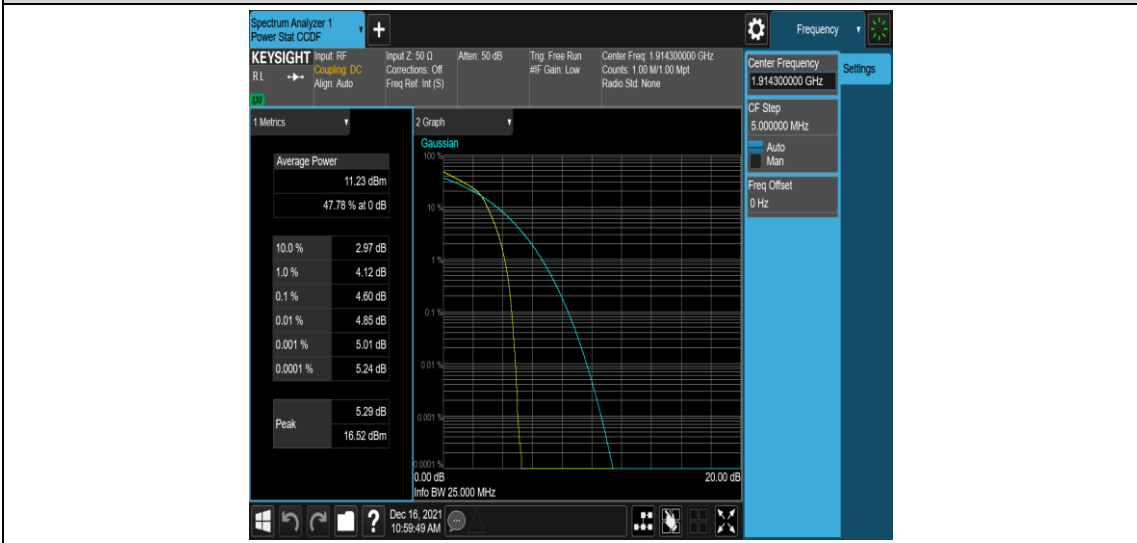 Spectrum Analyzer 1
Power Stat CCDF
Frequency
KEYSIGHT
RL
LXI
Input: RF
Coupling: DC
Align: Auto
Input Z: 50 Ω
Corrections: Off
Freq Ref: Int (S)
Atten: 50 dB
Trig: Free Run
#IF Gain: Low
Center Freq: 1.914300000 GHz
Counts: 1.00 M/1.00 Mpt
Radio Std: None
Center Frequency
1.914300000 GHz
Settings
CF Step
5.000000 MHz
Auto
Man
Freq Offset
0 Hz
1 Metrics
Average Power
11.23 dBm
47.78 % at 0 dB
10.0 % 2.97 dB
1.0 % 4.12 dB
0.1 % 4.60 dB
0.01 % 4.85 dB
0.001 % 5.01 dB
0.0001 % 5.24 dB
Peak 5.29 dB
16.52 dBm
2 Graph
Gaussian
100 %
10 %
1 %
0.1 %
0.01 %
0.001 %
0.0001 %
0.00 dB 20.00 dB
Info BW 25.000 MHz
?
Dec 16, 2021
10:59:49 AM